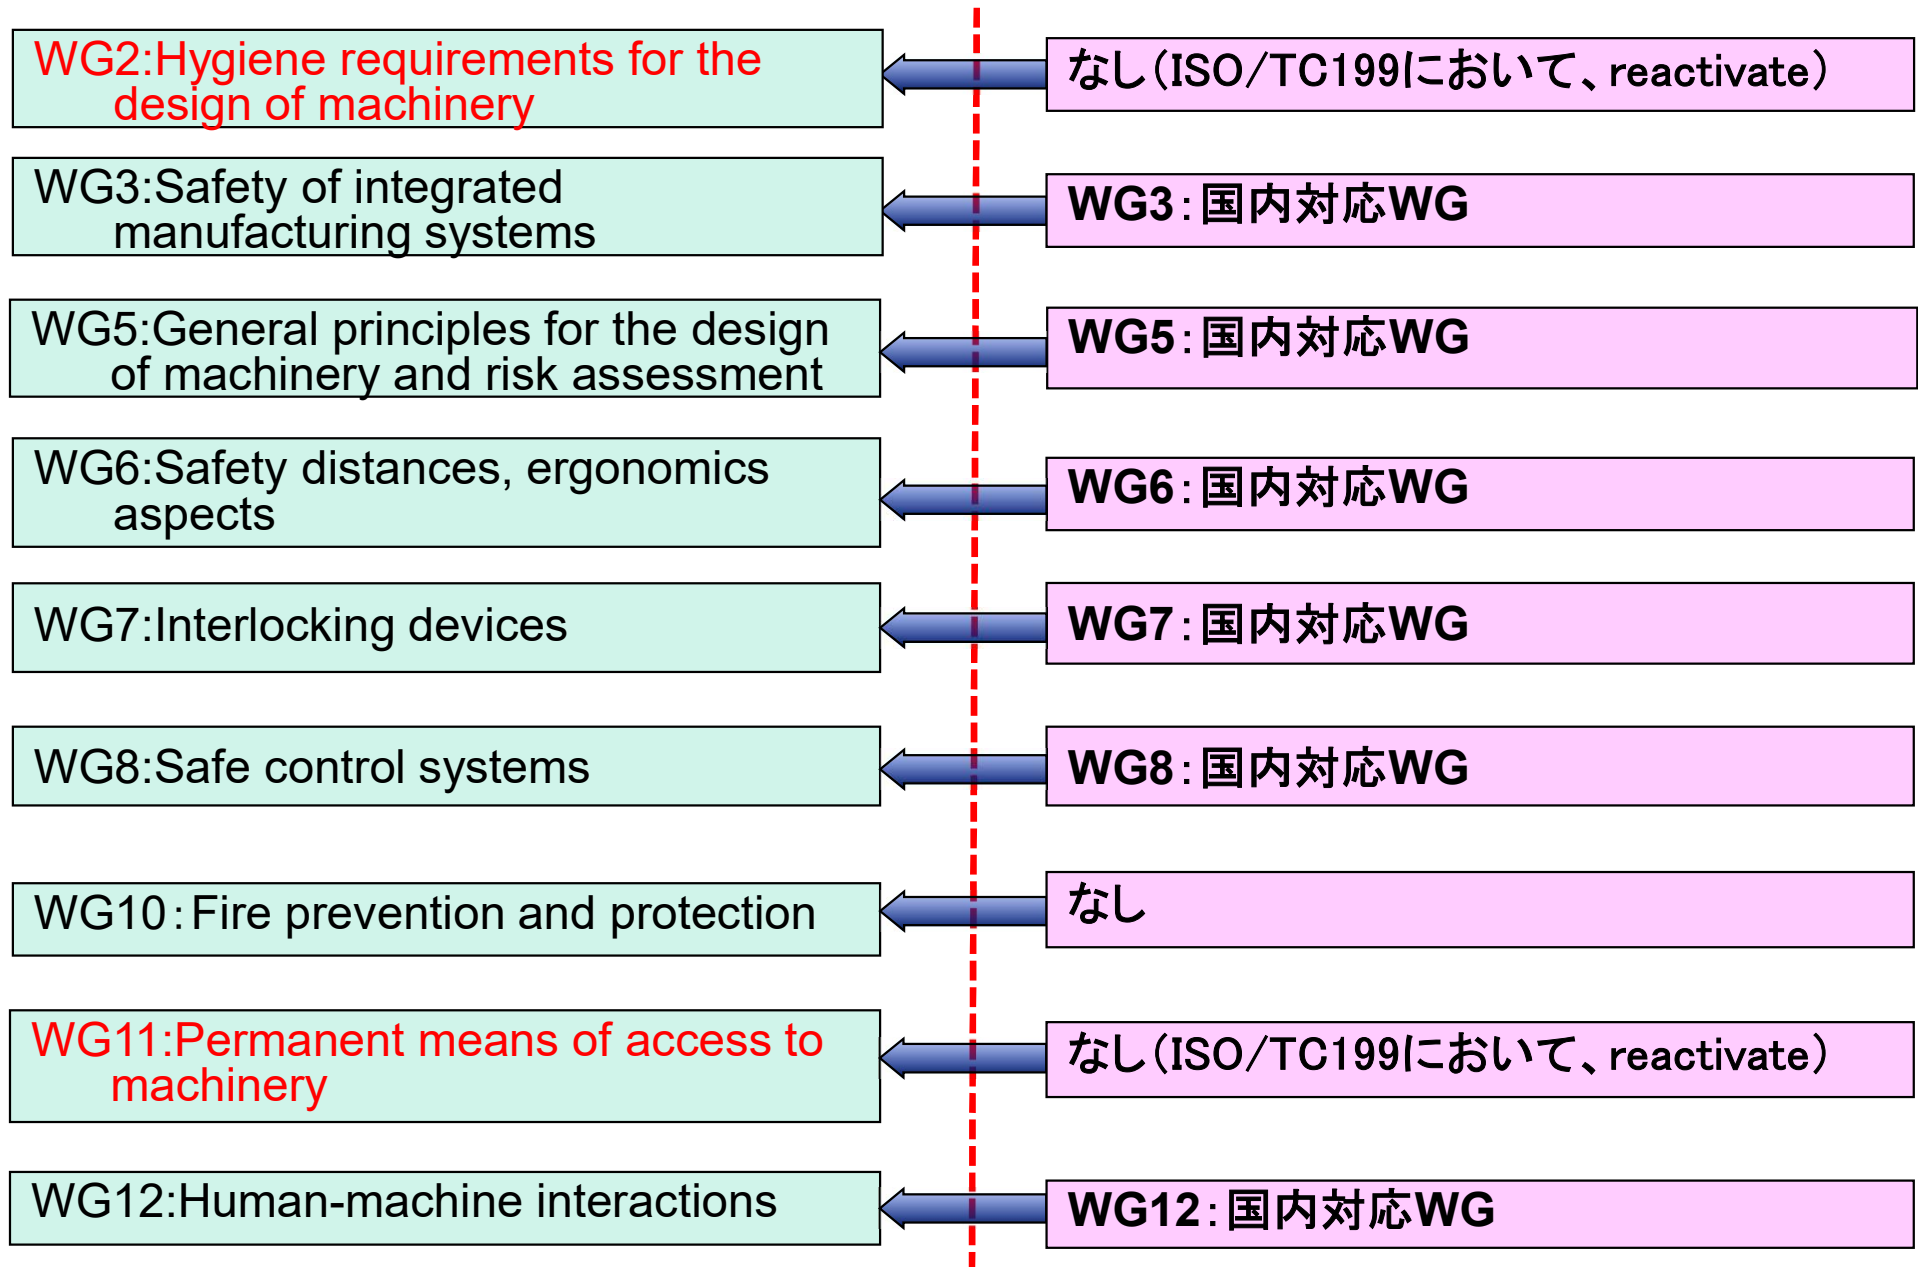 WG2:Hygiene requirements for the
design of machinery
なし（ISO/TC199において、reactivate）
WG3:Safety of integrated
manufacturing systems
WG3：国内対応WG
WG5:General principles for the design
of machinery and risk assessment
WG5：国内対応WG
WG6:Safety distances, ergonomics
aspects
WG6：国内対応WG
WG7:Interlocking devices
WG7：国内対応WG
WG8:Safe control systems
WG8：国内対応WG
WG10：Fire prevention and protection
なし
WG11:Permanent means of access to
machinery
なし（ISO/TC199において、reactivate）
WG12:Human-machine interactions
WG12：国内対応WG